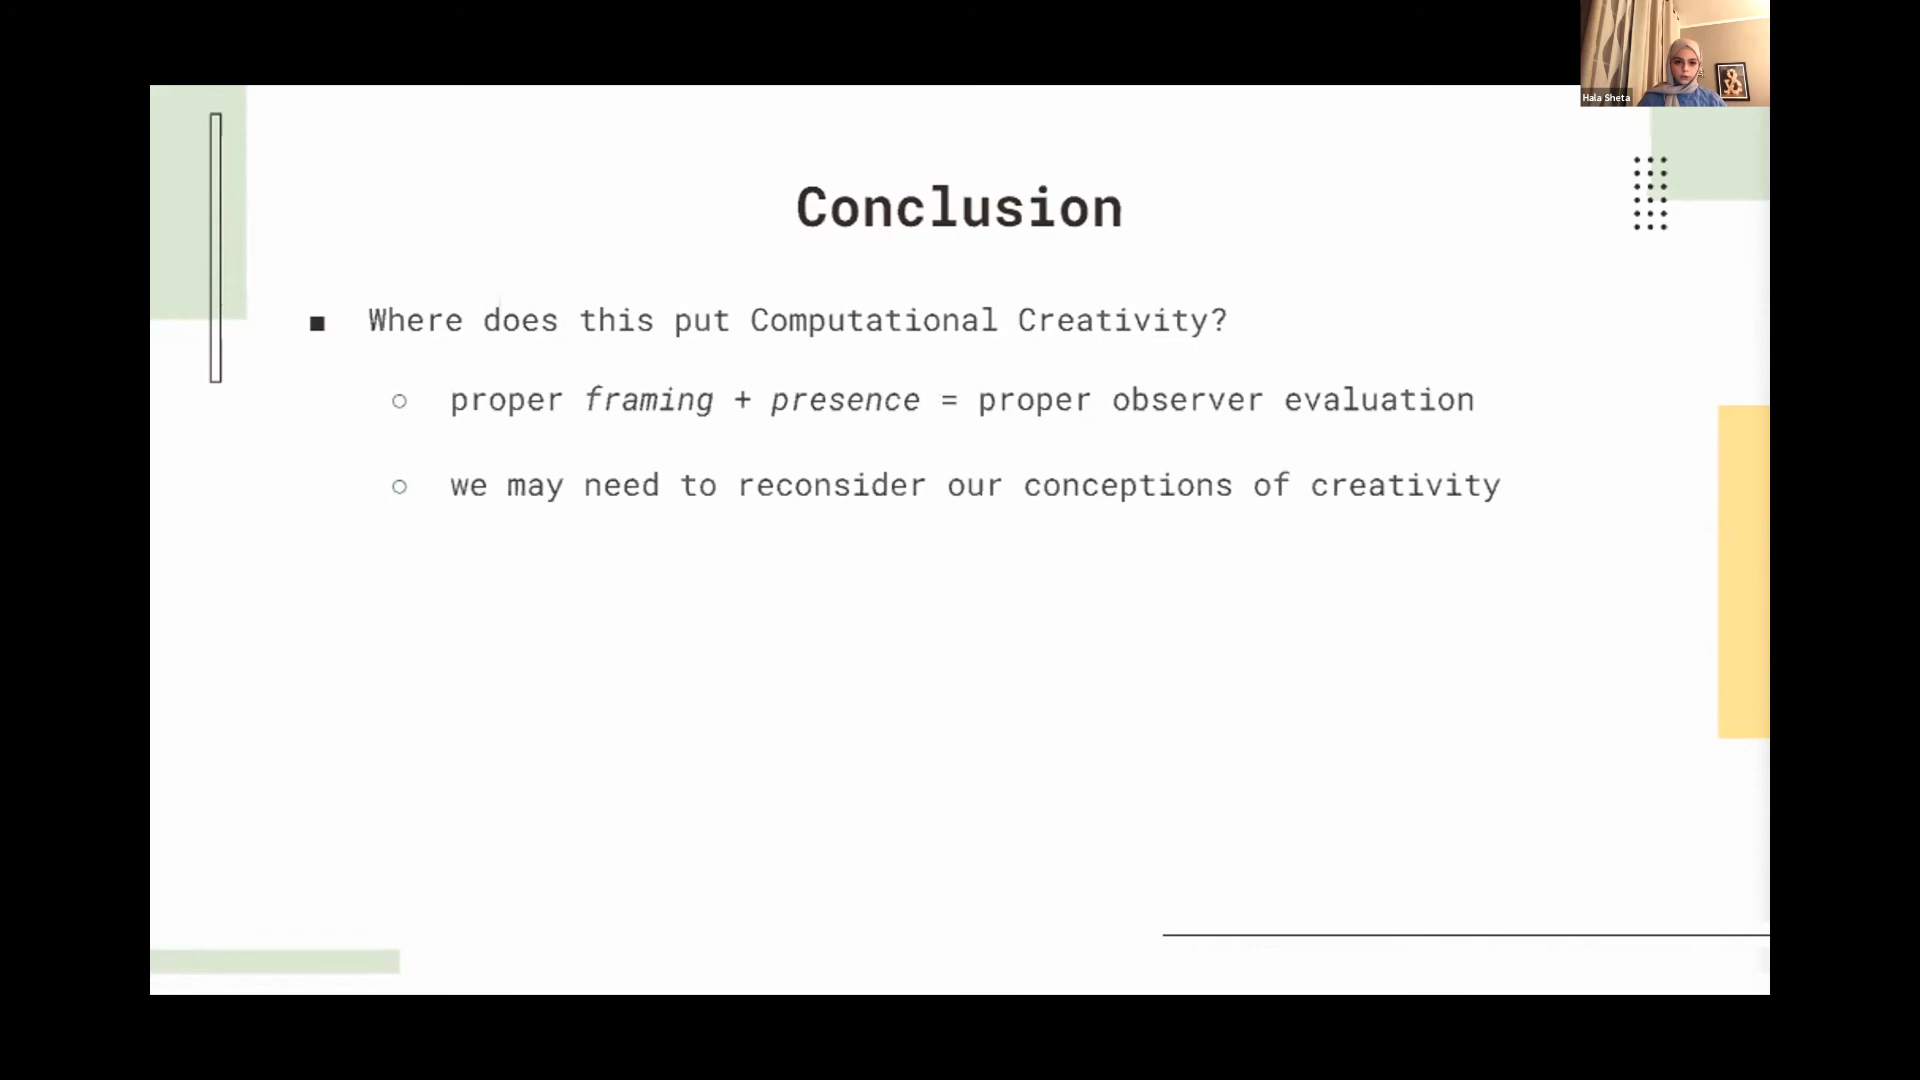 Hala Sheta
Conclusion
■ Where does this put Computational Creativity?
○ proper framing + presence = proper observer evaluation
○ we may need to reconsider our conceptions of creativity